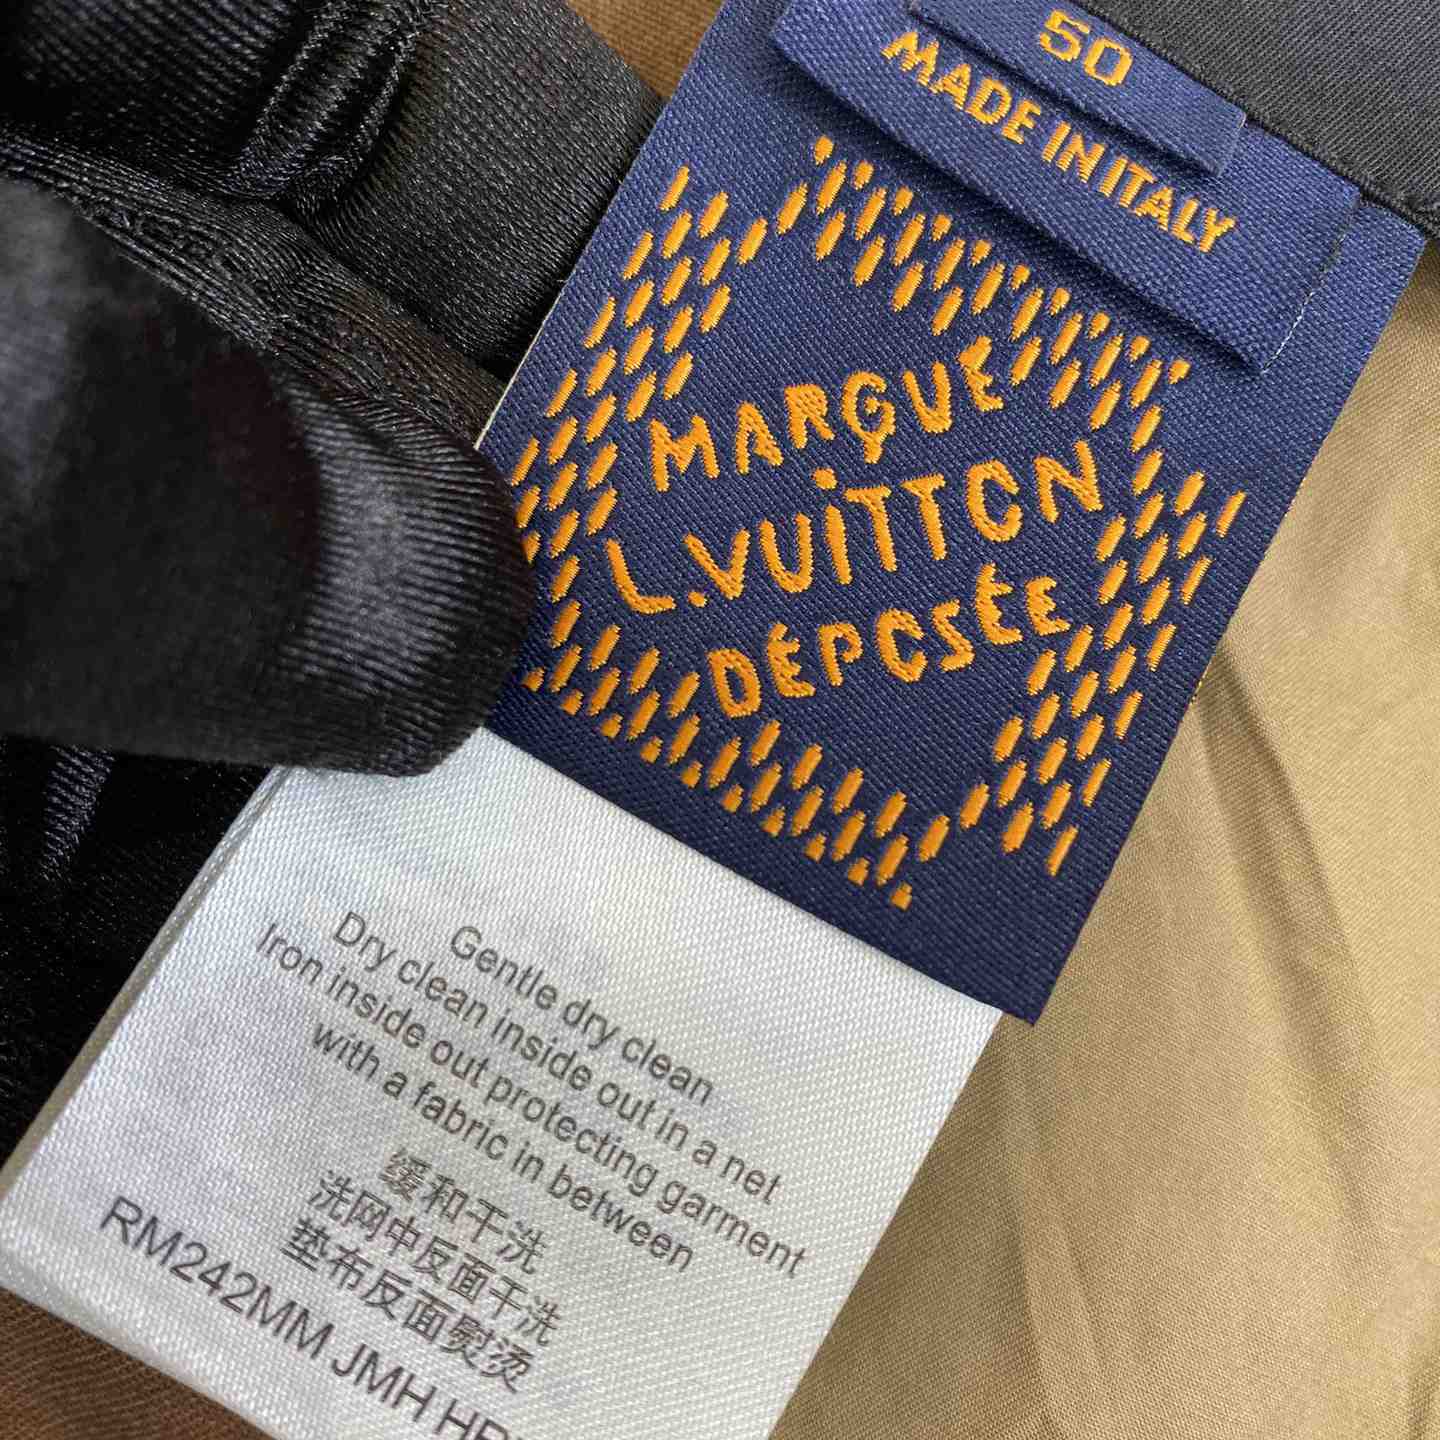 50
MADE IN ITALY
MARQUE
L.VUITTON
DÉPOSÉE
Gentle dry clean
Dry clean inside out in a net
Iron inside out protecting garment
with a fabric in between
缓和干洗
洗网中反面干洗
垫布反面熨烫
RM242MM JMH